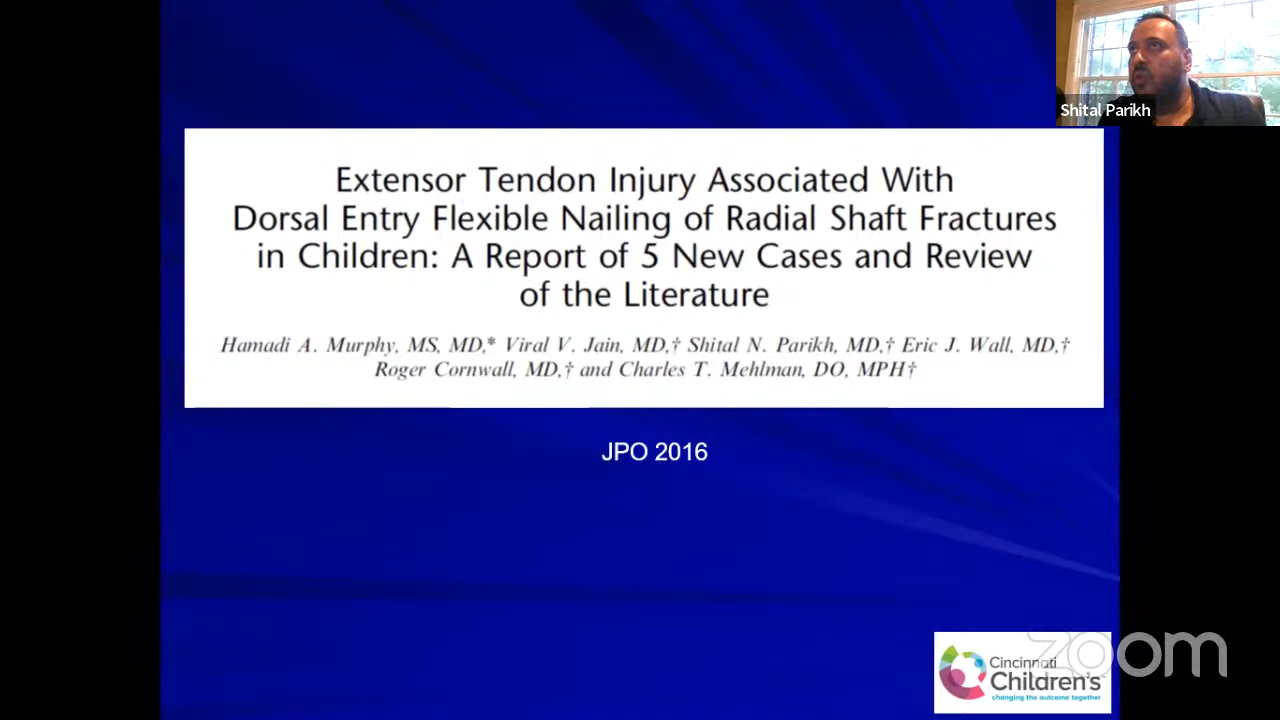 Shital Parikh
Extensor Tendon Injury Associated With
Dorsal Entry Flexible Nailing of Radial Shaft Fractures
in Children: A Report of 5 New Cases and Review
of the Literature
Hamadi A. Murphy, MS, MD,* Viral V. Jain, MD,† Shital N. Parikh, MD,† Eric J. Wall, MD,†
Roger Cornwall, MD,† and Charles T. Mehlman, DO, MPH†
JPO 2016
zoom
Cincinnati
Children's
changing the outcome together